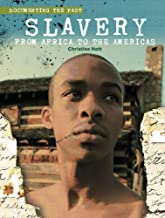 DOCUMENTING THE PAST
SLAVERY
FROM AFRICA TO THE AMERICAS
Christine Hatt